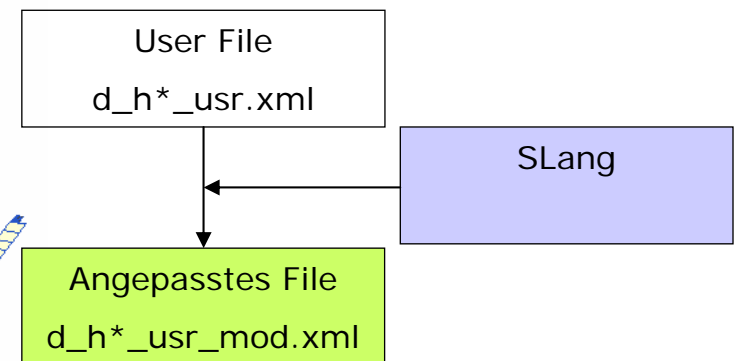 User File
d_h*_usr.xml
SLang
Angepasstes File
d_h*_usr_mod.xml